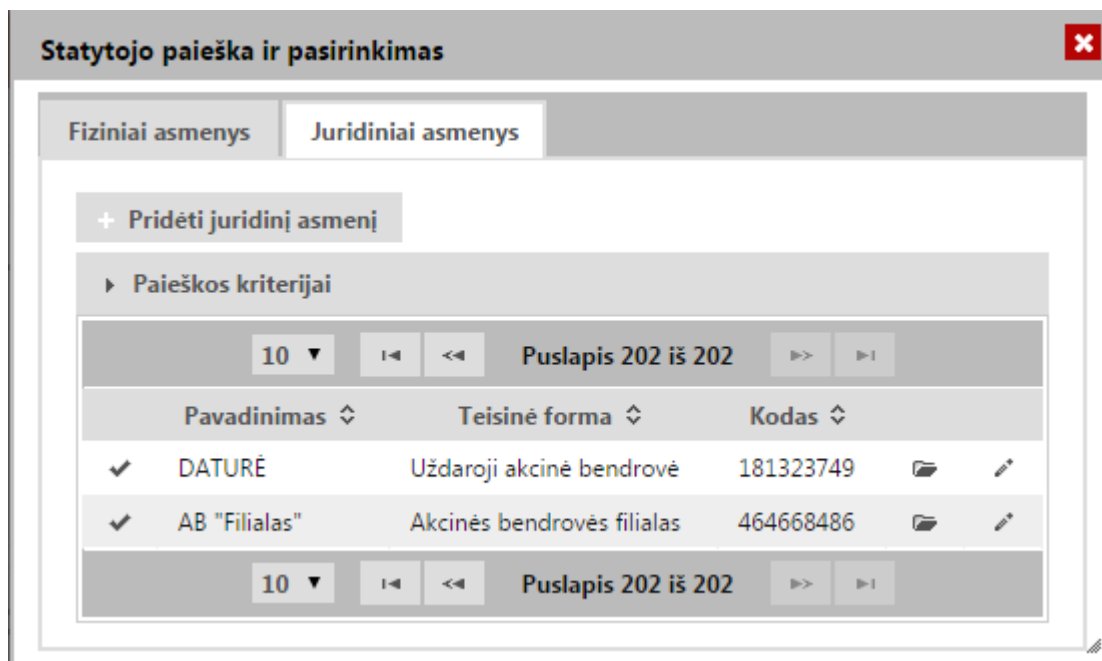 Statytojo paieška ir pasirinkimas
Fiziniai asmenys Juridiniai asmenys
+ Pridėti juridinį asmenį
Paieškos kriterijai
10 Puslapis 202 iš 202
Pavadinimas Teisinė forma Kodas
DATURĖ Uždaroji akcinė bendrovė 181323749
AB "Filialas" Akcinės bendrovės filialas 464668486
10 Puslapis 202 iš 202